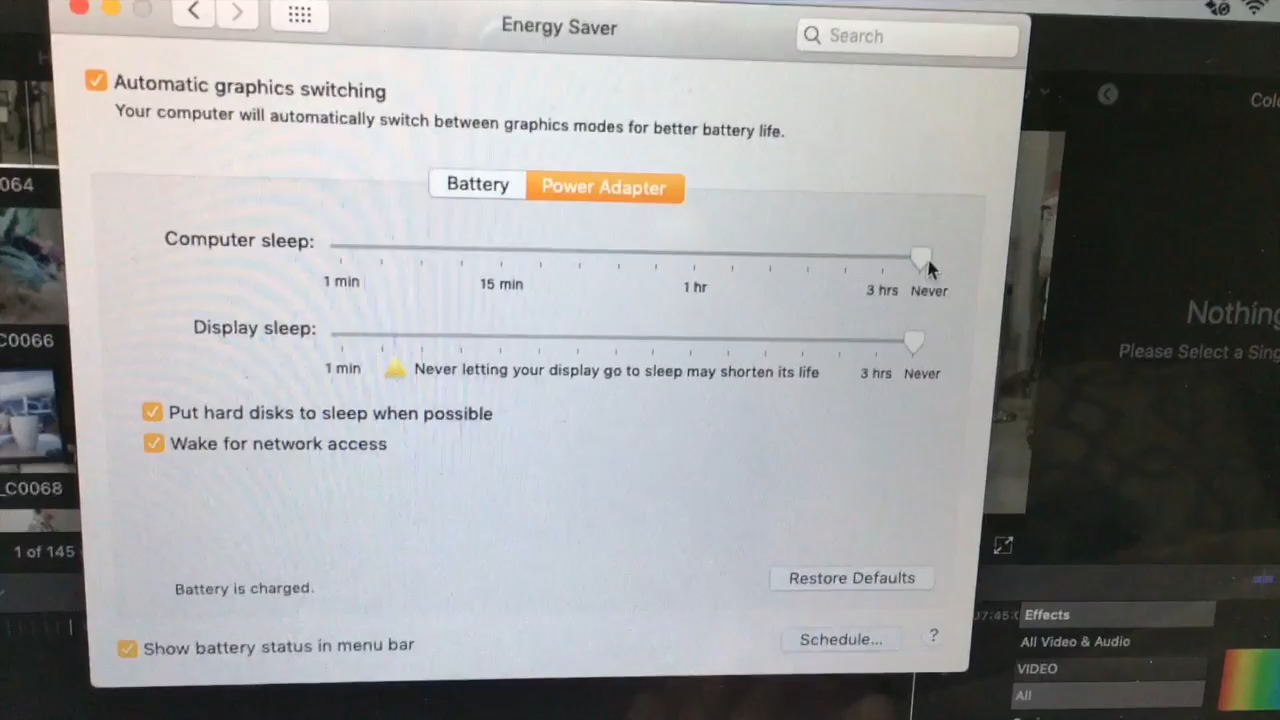 Energy Saver
Search
Automatic graphics switching
Your computer will automatically switch between graphics modes for better battery life.
Battery
Power Adapter
Computer sleep:
1 min
15 min
1 hr
3 hrs
Never
Display sleep:
1 min
Never letting your display go to sleep may shorten its life
3 hrs
Never
Put hard disks to sleep when possible
Wake for network access
Battery is charged.
Restore Defaults
Show battery status in menu bar
Schedule...
?
064
C0066
_C0068
1 of 145
Nothing
Please Select a Sing
07:45:0
Effects
All Video & Audio
VIDEO
All